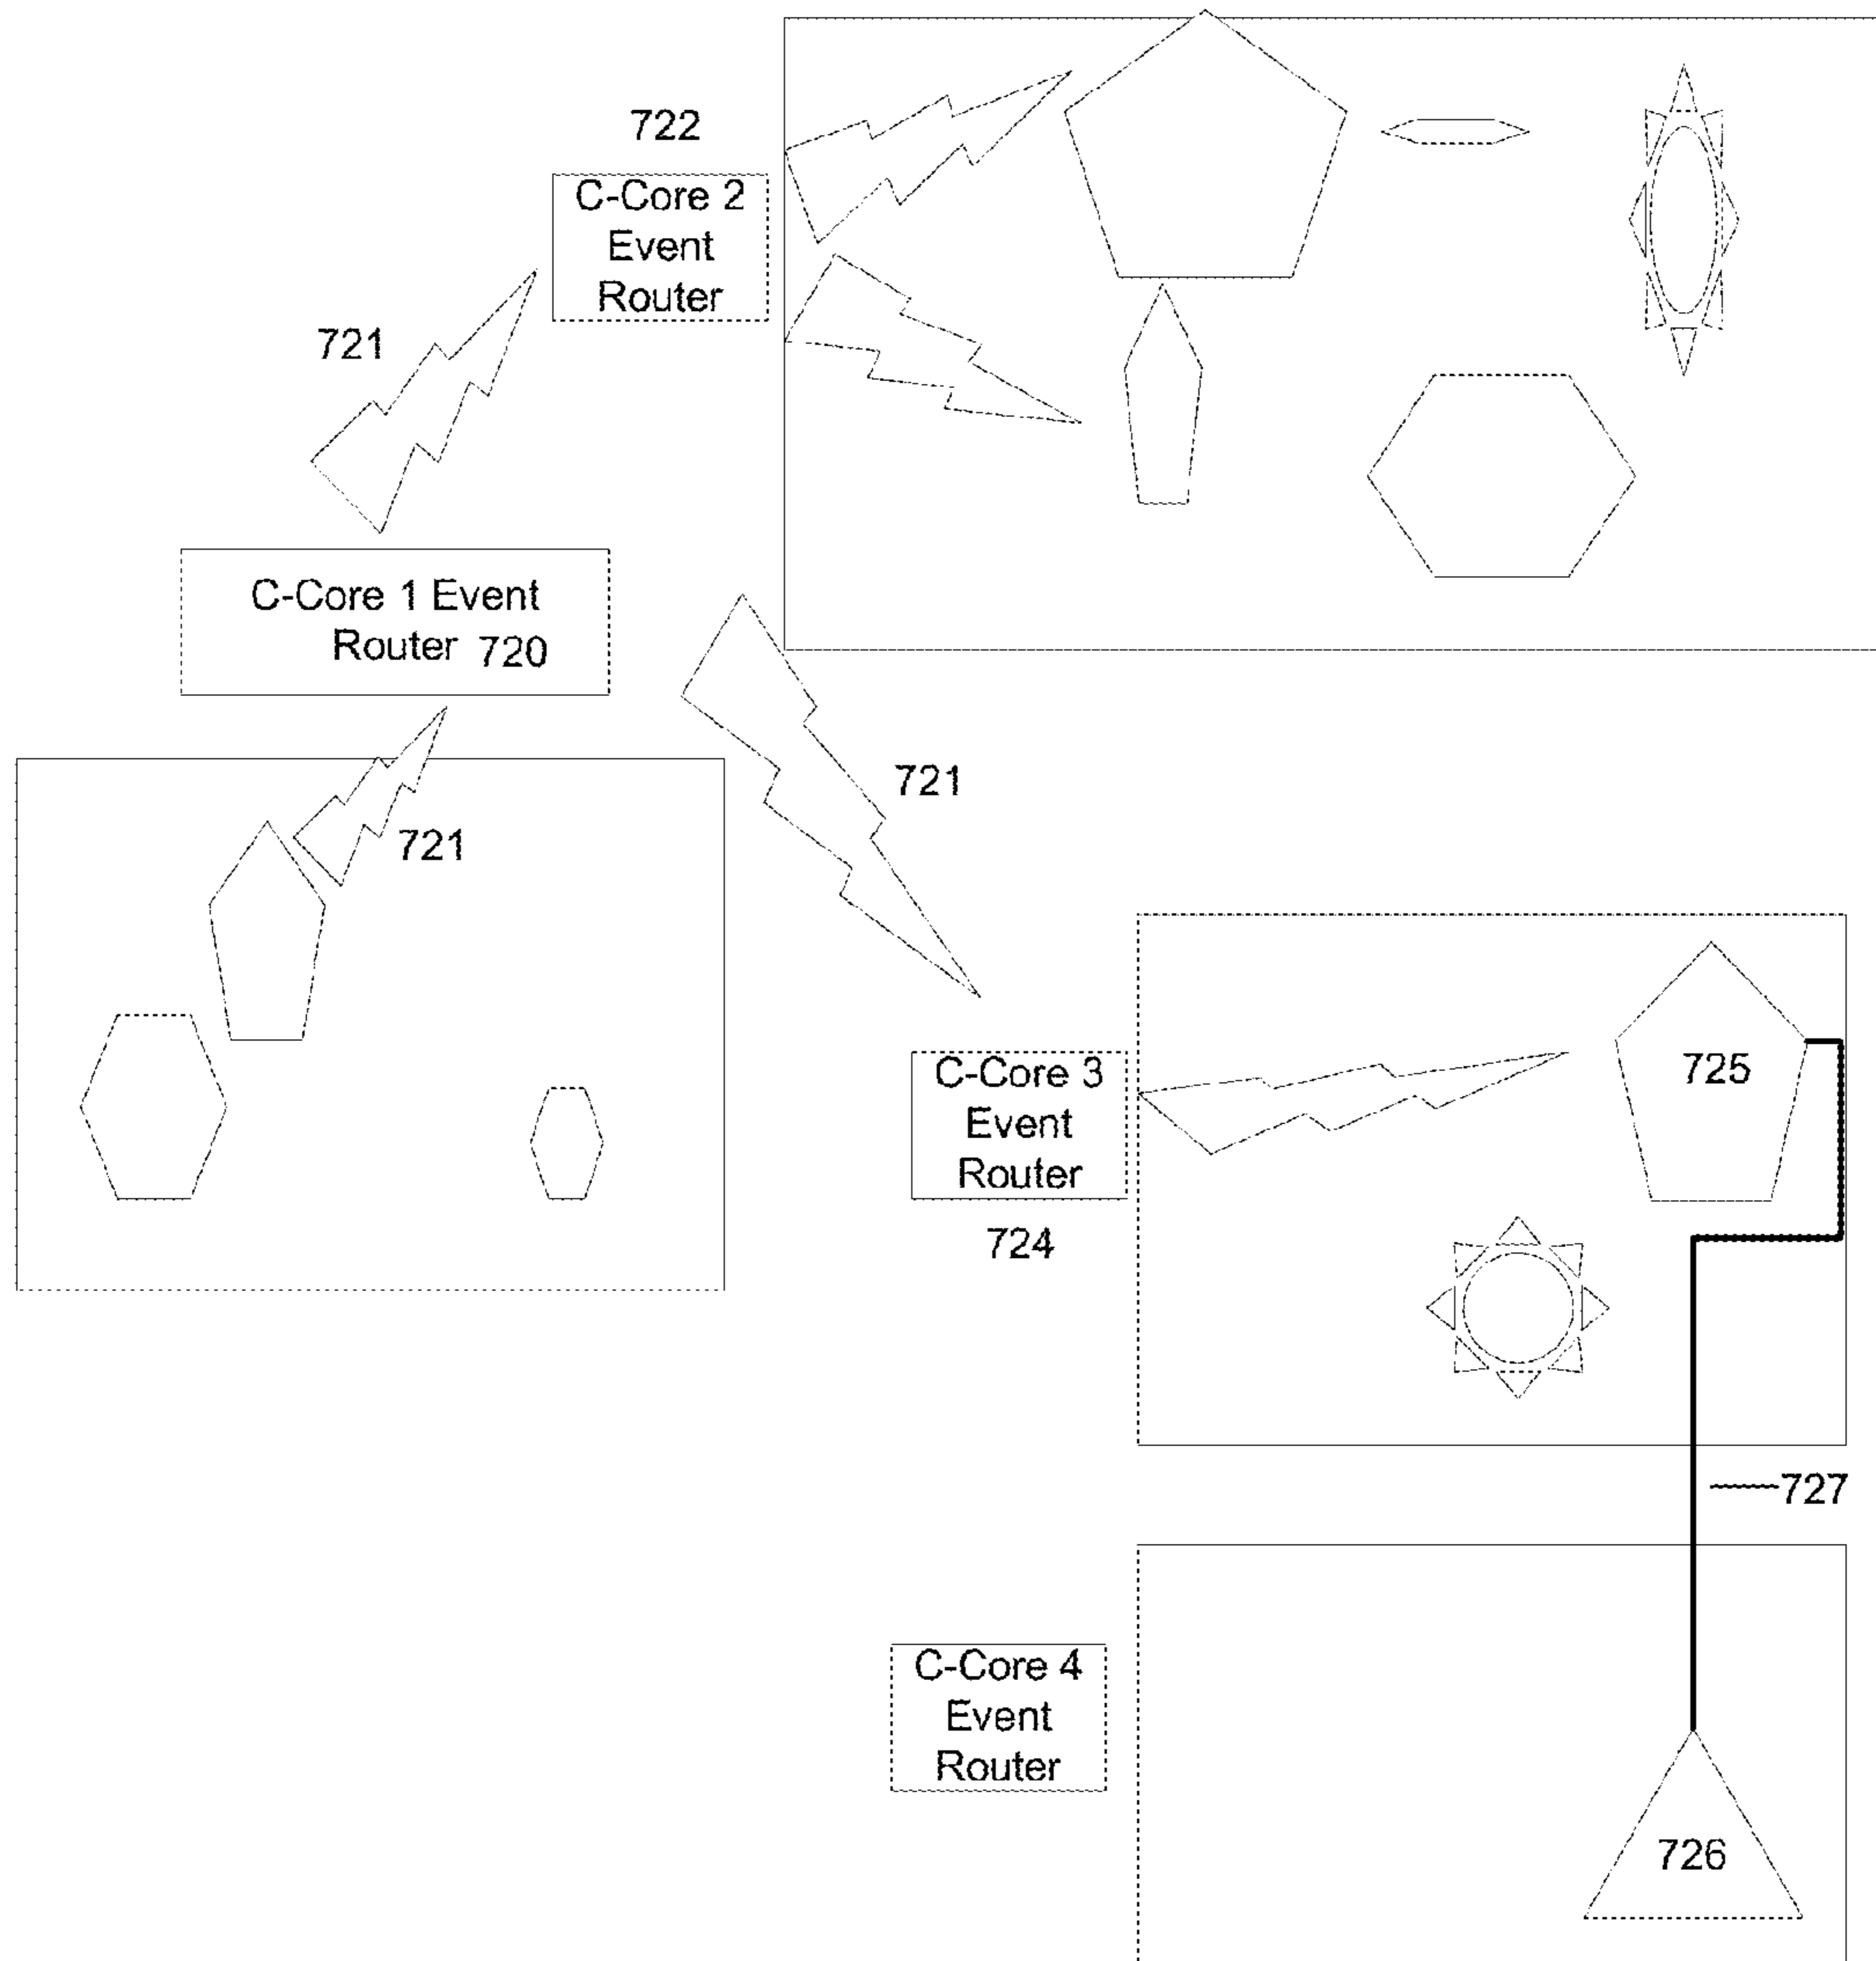 722
C-Core 2
Event
Router
721
C-Core 1 Event
Router 720
721
721
725
C-Core 3
Event
Router
724
727
C-Core 4
Event
Router
726